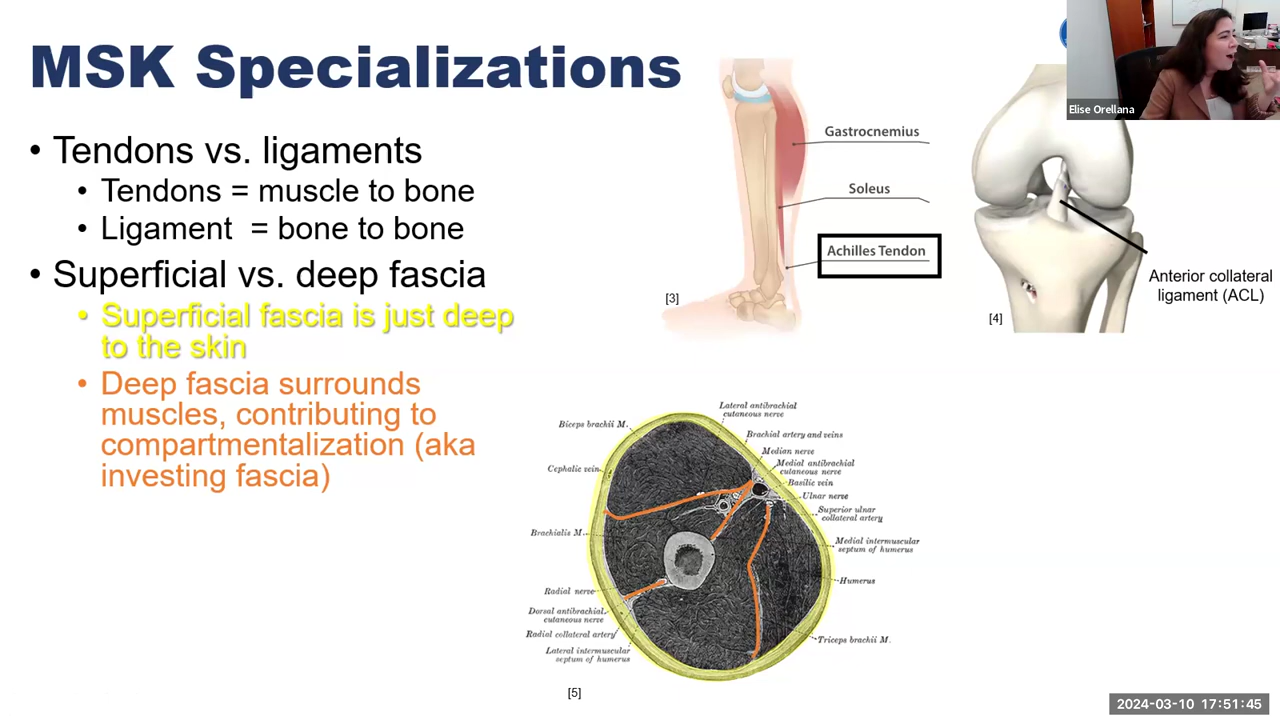 MSK Specializations
• Tendons vs. ligaments
• Tendons = muscle to bone
• Ligament = bone to bone
• Superficial vs. deep fascia
• Superficial fascia is just deep
to the skin
• Deep fascia surrounds
muscles, contributing to
compartmentalization (aka
investing fascia)
Gastrocnemius
Soleus
Achilles Tendon
[3]
Elise Orellana
Anterior collateral
ligament (ACL)
[4]
Biceps brachii M.
Cephalic vein
Brachialis M.
Radial nerve
Dorsal antibrachial
cutaneous nerve
Radial collateral artery
Lateral intermuscular
septum of humerus
Lateral antibrachial
cutaneous nerve
Brachial artery and veins
Median nerve
Medial antibrachial
cutaneous nerve
Basilic vein
Ulnar nerve
Superior ulnar
collateral artery
Medial intermuscular
septum of humerus
Humerus
Triceps brachii M.
[5]
2024-03-10 17:51:45